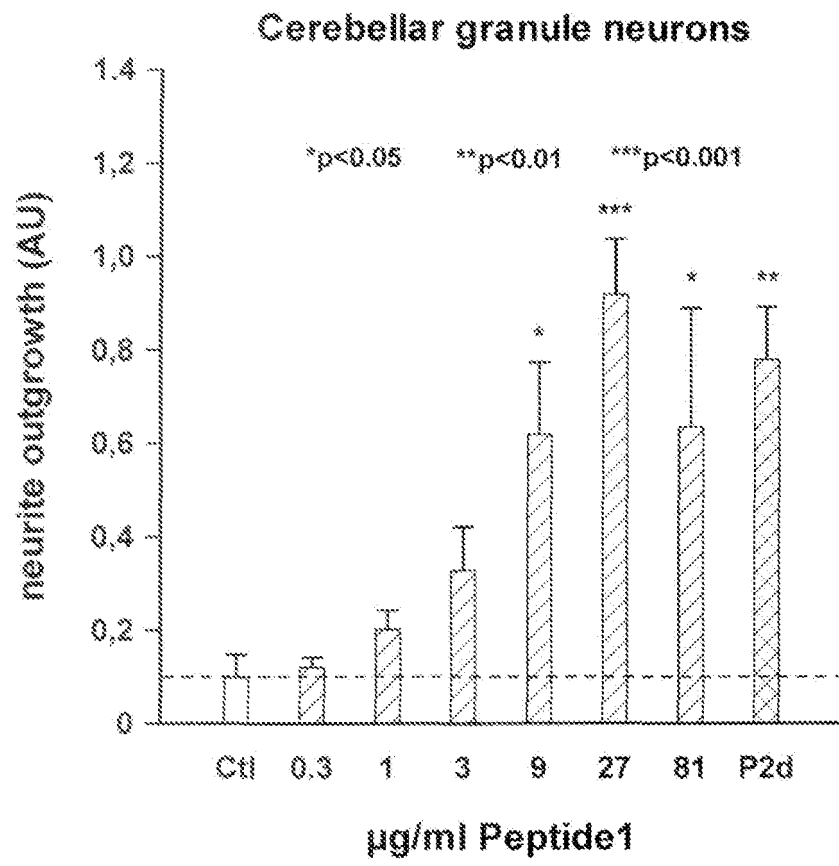 Cerebellar granule neurons
neurite outgrowth (AU)
1.4
1,2
1,0
0,8
0,6
0,4
0,2
0
*p<0.05 **p<0.01 ***p<0.001
*
***
*
**
Ctl 0.3 1 3 9 27 81 P2d
µg/ml Peptide1